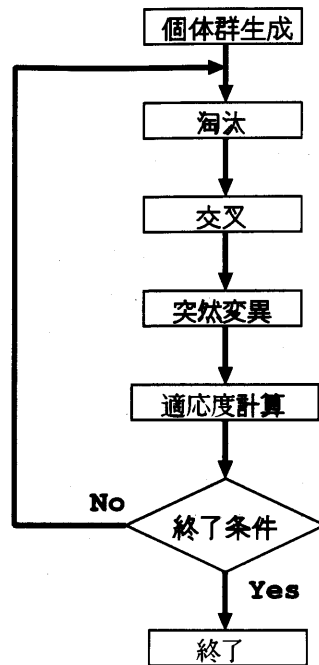 個体群生成
淘汰
交叉
突然変異
適応度計算
No
終了条件
Yes
終了